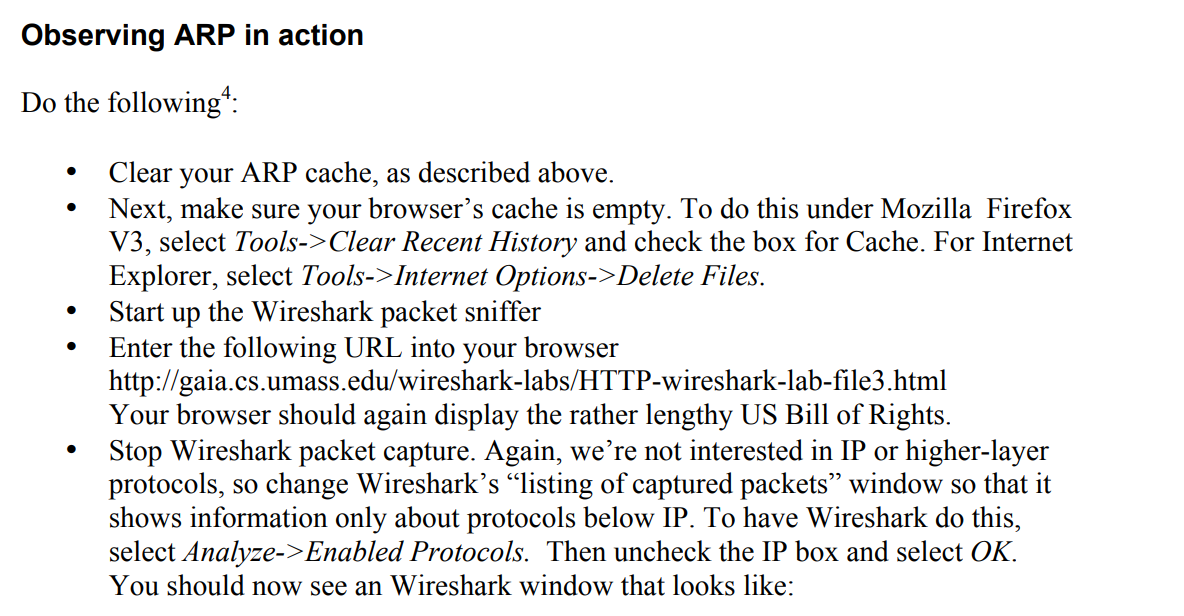 Observing ARP in action
Do the following4:
• Clear your ARP cache, as described above.
• Next, make sure your browser’s cache is empty. To do this under Mozilla  Firefox
V3, select Tools->Clear Recent History and check the box for Cache. For Internet
Explorer, select Tools->Internet Options->Delete Files.
• Start up the Wireshark packet sniffer
• Enter the following URL into your browser
http://gaia.cs.umass.edu/wireshark-labs/HTTP-wireshark-lab-file3.html
Your browser should again display the rather lengthy US Bill of Rights.
• Stop Wireshark packet capture. Again, we’re not interested in IP or higher-layer
protocols, so change Wireshark’s “listing of captured packets” window so that it
shows information only about protocols below IP. To have Wireshark do this,
select Analyze->Enabled Protocols.  Then uncheck the IP box and select OK.
You should now see an Wireshark window that looks like: